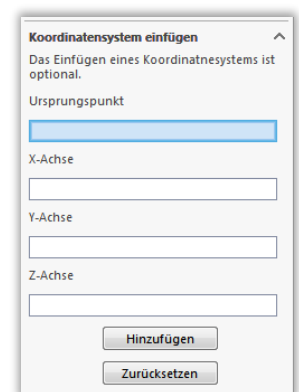 Koordinatensystem einfügen
Das Einfügen eines Koordinatnesystems ist
optional.
Ursprungspunkt
X-Achse
Y-Achse
Z-Achse
Hinzufügen
Zurücksetzen